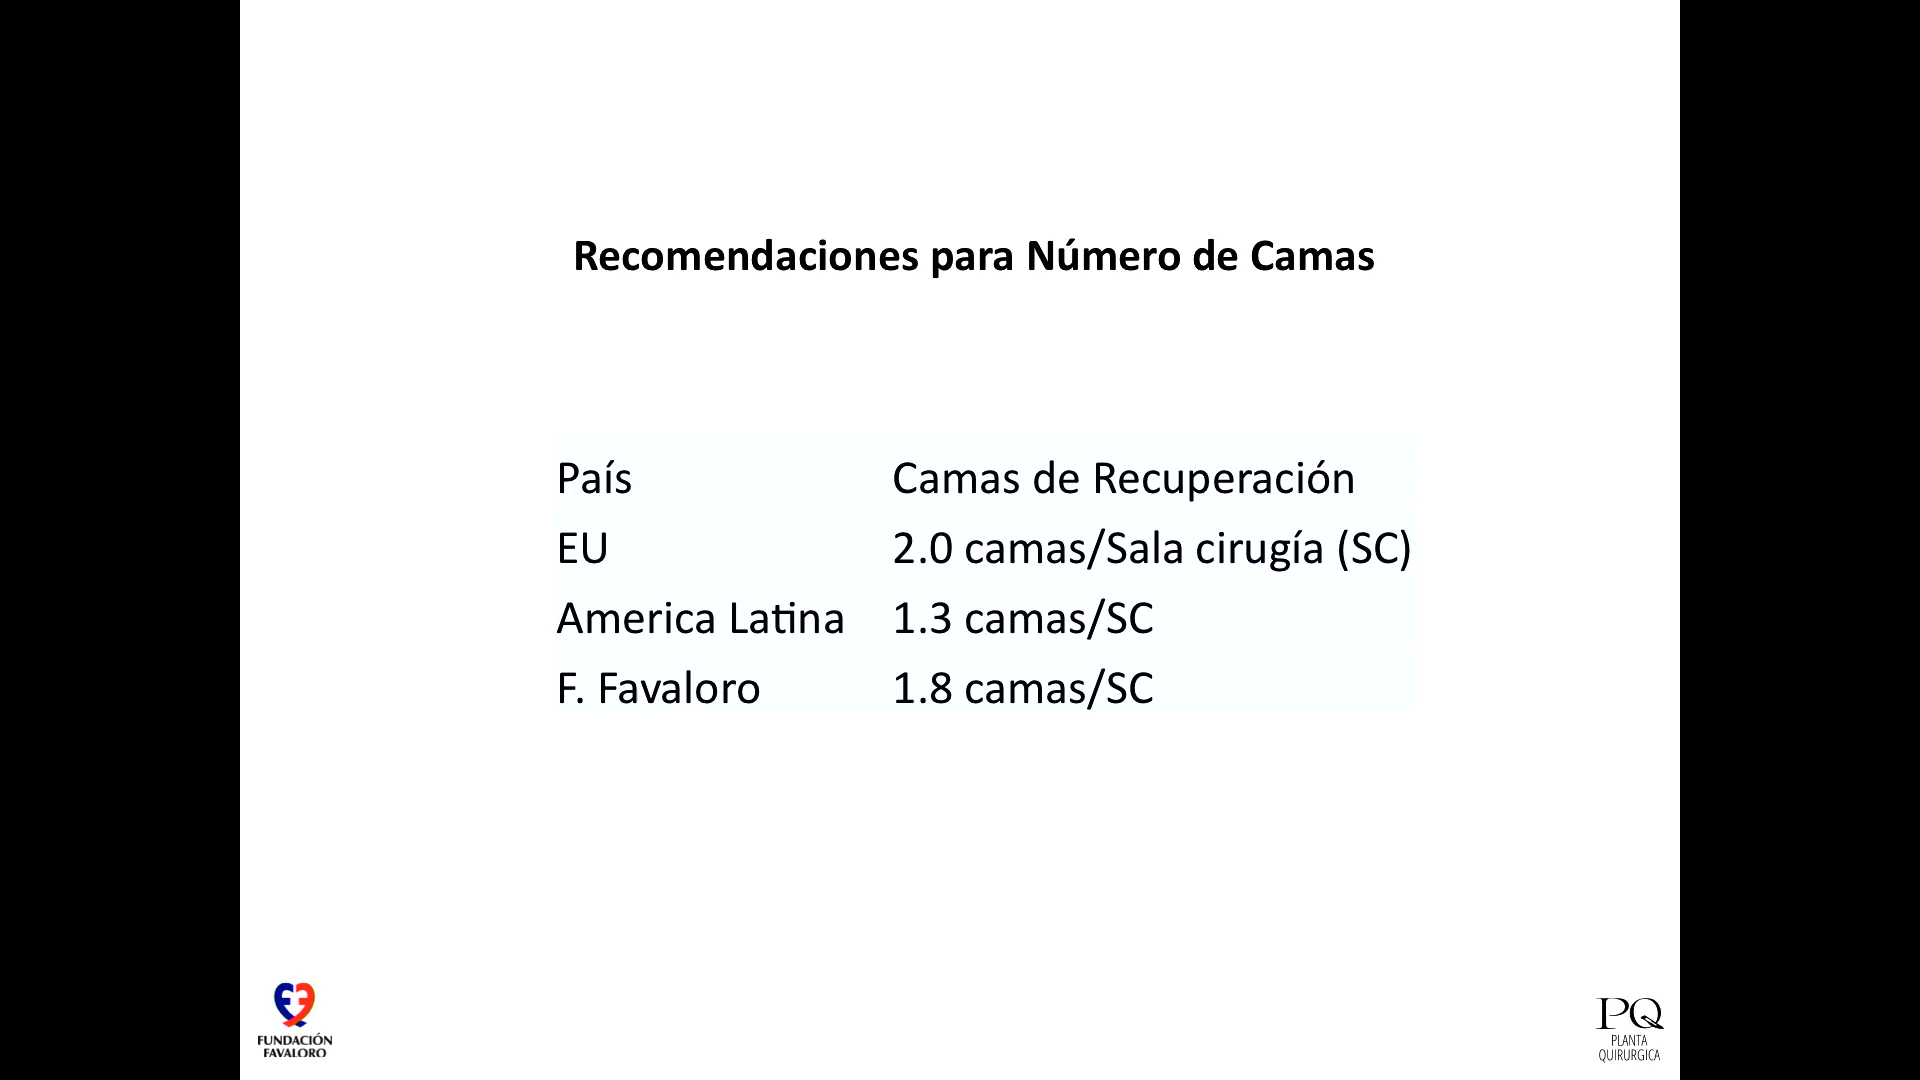 Recomendaciones para Número de Camas
País Camas de Recuperación
EU 2.0 camas/Sala cirugía (SC)
America Latina 1.3 camas/SC
F. Favaloro 1.8 camas/SC
FUNDACIÓN
FAVALORO
PQ
PLANTA
QUIRURGICA